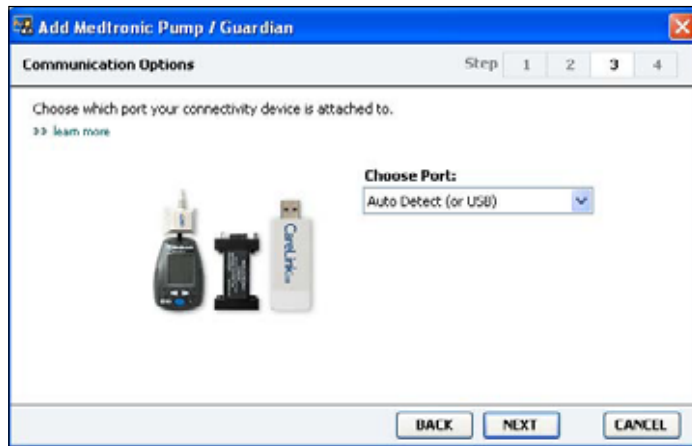 Add Medtronic Pump / Guardian
Communication Options
Step 1 2 3 4
Choose which port your connectivity device is attached to.
>> learn more
Choose Port:
Auto Detect (or USB)
CareLink
BACK NEXT CANCEL